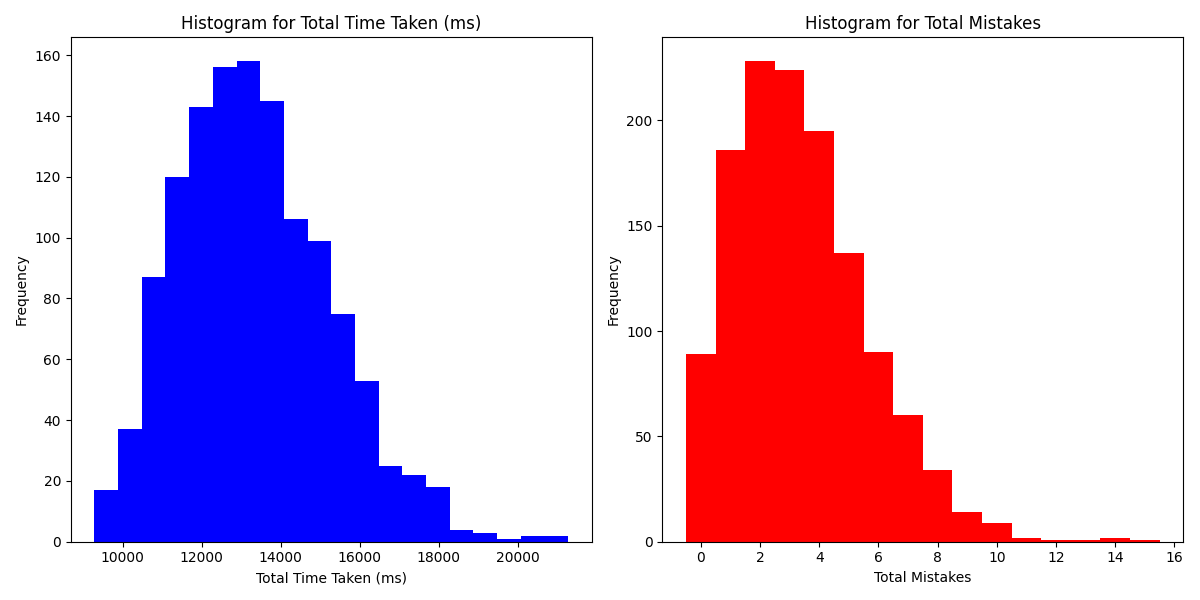 Histogram for Total Time Taken (ms)
Frequency
160
140
120
100
80
60
40
20
0
10000 12000 14000 16000 18000 20000
Total Time Taken (ms)
Histogram for Total Mistakes
Frequency
200
150
100
50
0
0 2 4 6 8 10 12 14 16
Total Mistakes